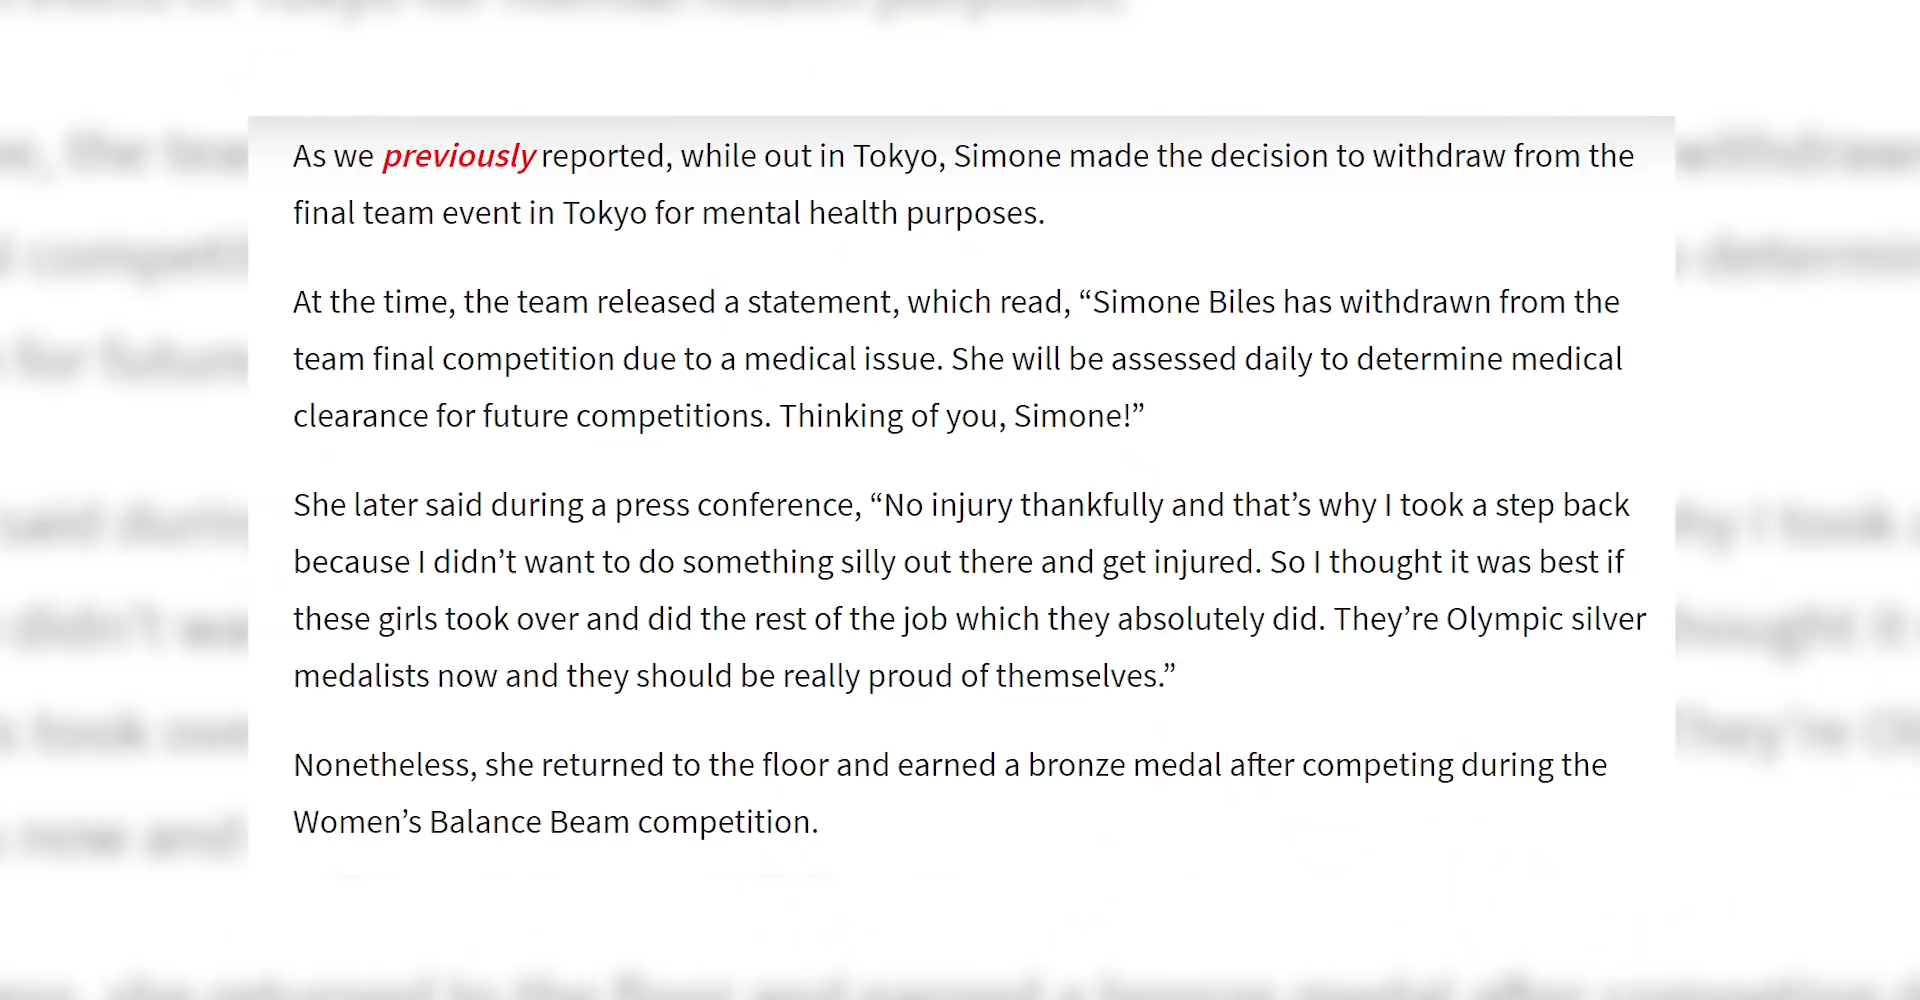 As we previously reported, while out in Tokyo, Simone made the decision to withdraw from the
final team event in Tokyo for mental health purposes.
At the time, the team released a statement, which read, “Simone Biles has withdrawn from the
team final competition due to a medical issue. She will be assessed daily to determine medical
clearance for future competitions. Thinking of you, Simone!”
She later said during a press conference, “No injury thankfully and that’s why I took a step back
because I didn’t want to do something silly out there and get injured. So I thought it was best if
these girls took over and did the rest of the job which they absolutely did. They’re Olympic silver
medalists now and they should be really proud of themselves.”
Nonetheless, she returned to the floor and earned a bronze medal after competing during the
Women’s Balance Beam competition.